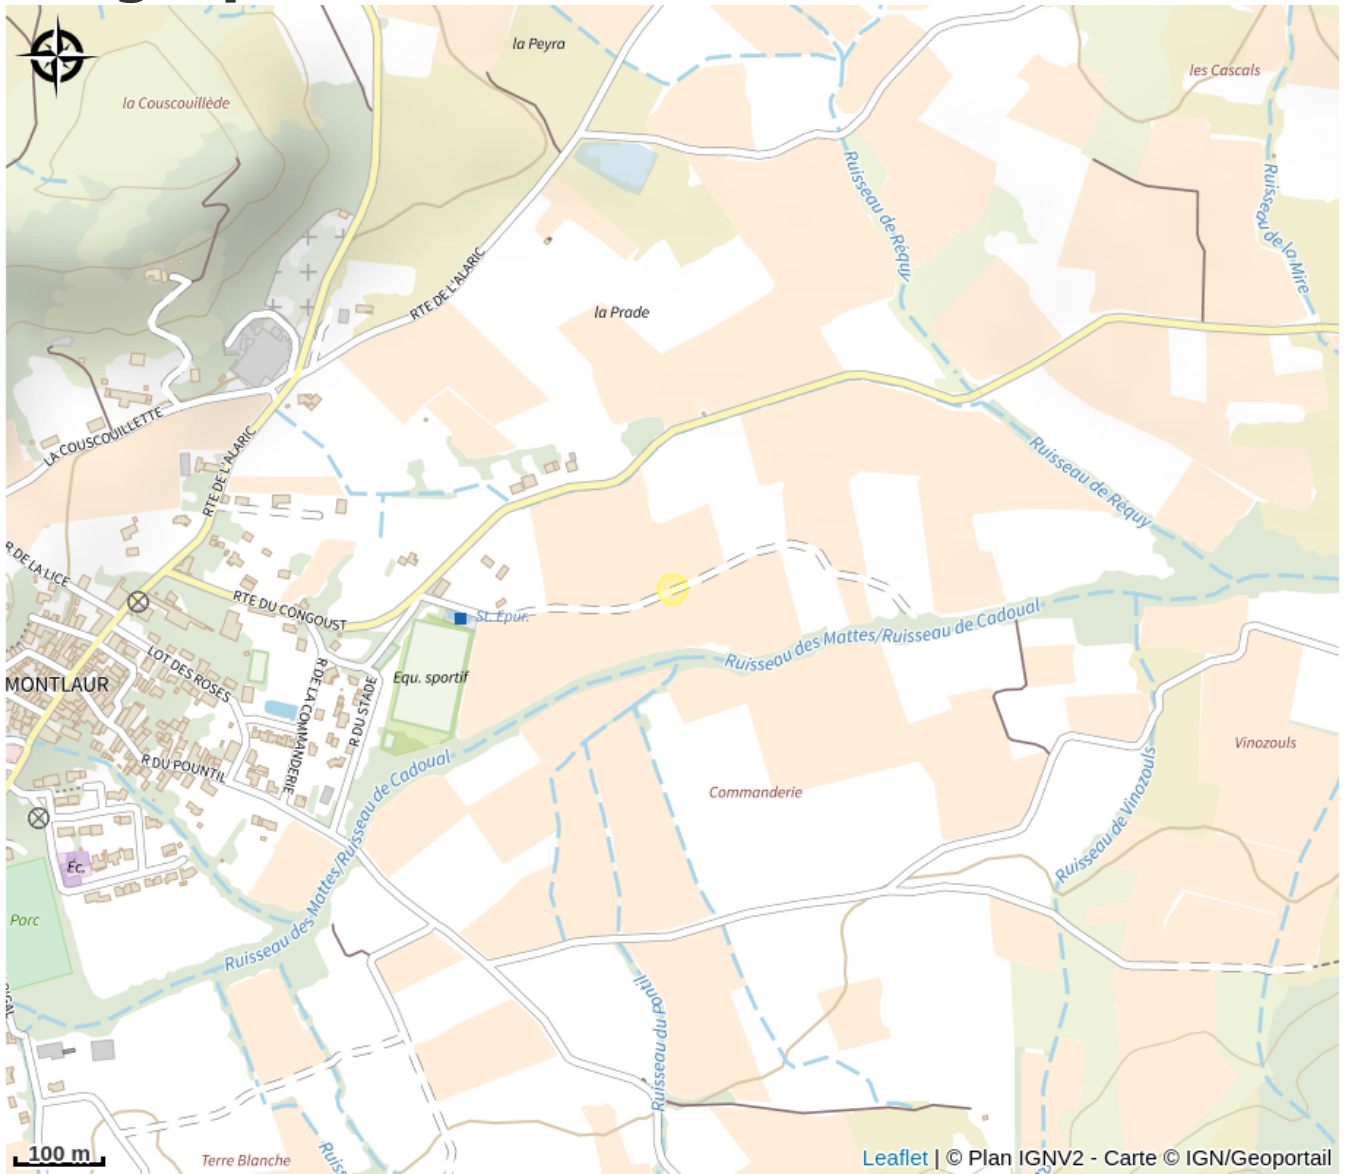 la Peyra
les Cascals
la Couscouillède
Ruisseau de Réquy
Ruisseau de la Mire
RTE DE L'ALARIC
la Prade
LA COUSCOUILLETTE
RTE DE L'ALARIC
Ruisseau de Réquy
R DE LA LICE
RTE DU CONGOUST
St. Epur.
Ruisseau des Mattes/Ruisseau de Cadoual
LOT DES ROSES
MONTLAUR
Equ. sportif
R DE LA COMMANDERIE
R DU STADE
Vinozouls
R DU POUNTIL
Commanderie
Ruisseau de Vinozouls
Ruisseau des Mattes/Ruisseau de Cadoual
Éc.
Parc
Ruisseau du Pontil
Terre Blanche
100 m
Leaflet | © Plan IGNV2 - Carte © IGN/Geoportail